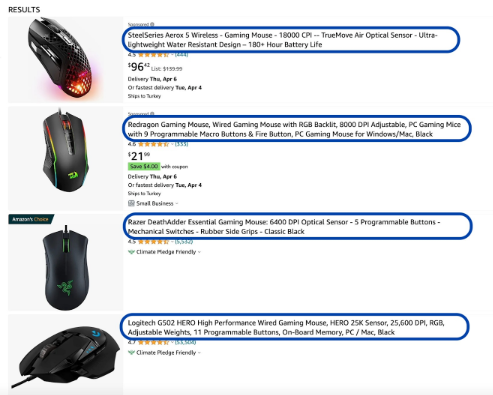 RESULTS
Sponsored
SteelSeries Aerox 5 Wireless - Gaming Mouse - 18000 CPI -- TrueMove Air Optical Sensor - Ultra-
lightweight Water Resistant Design – 180+ Hour Battery Life
4.5 (444)
$96 42 List: $159.99
Delivery Thu, Apr 6
Or fastest delivery Tue, Apr 4
Ships to Turkey
Sponsored
Redragon Gaming Mouse, Wired Gaming Mouse with RGB Backlit, 8000 DPI Adjustable, PC Gaming Mice
with 9 Programmable Macro Buttons & Fire Button, PC Gaming Mouse for Windows/Mac, Black
4.6 (333)
$21 99
Save $4.00 with coupon
Delivery Thu, Apr 6
Or fastest delivery Tue, Apr 4
Ships to Turkey
Small Business
Amazon's Choice
Razer DeathAdder Essential Gaming Mouse: 6400 DPI Optical Sensor - 5 Programmable Buttons -
Mechanical Switches - Rubber Side Grips - Classic Black
4.5
Climate Pledge Friendly
Logitech G502 HERO High Performance Wired Gaming Mouse, HERO 25K Sensor, 25,600 DPI, RGB,
Adjustable Weights, 11 Programmable Buttons, On-Board Memory, PC / Mac, Black
4.7
Climate Pledge Friendly